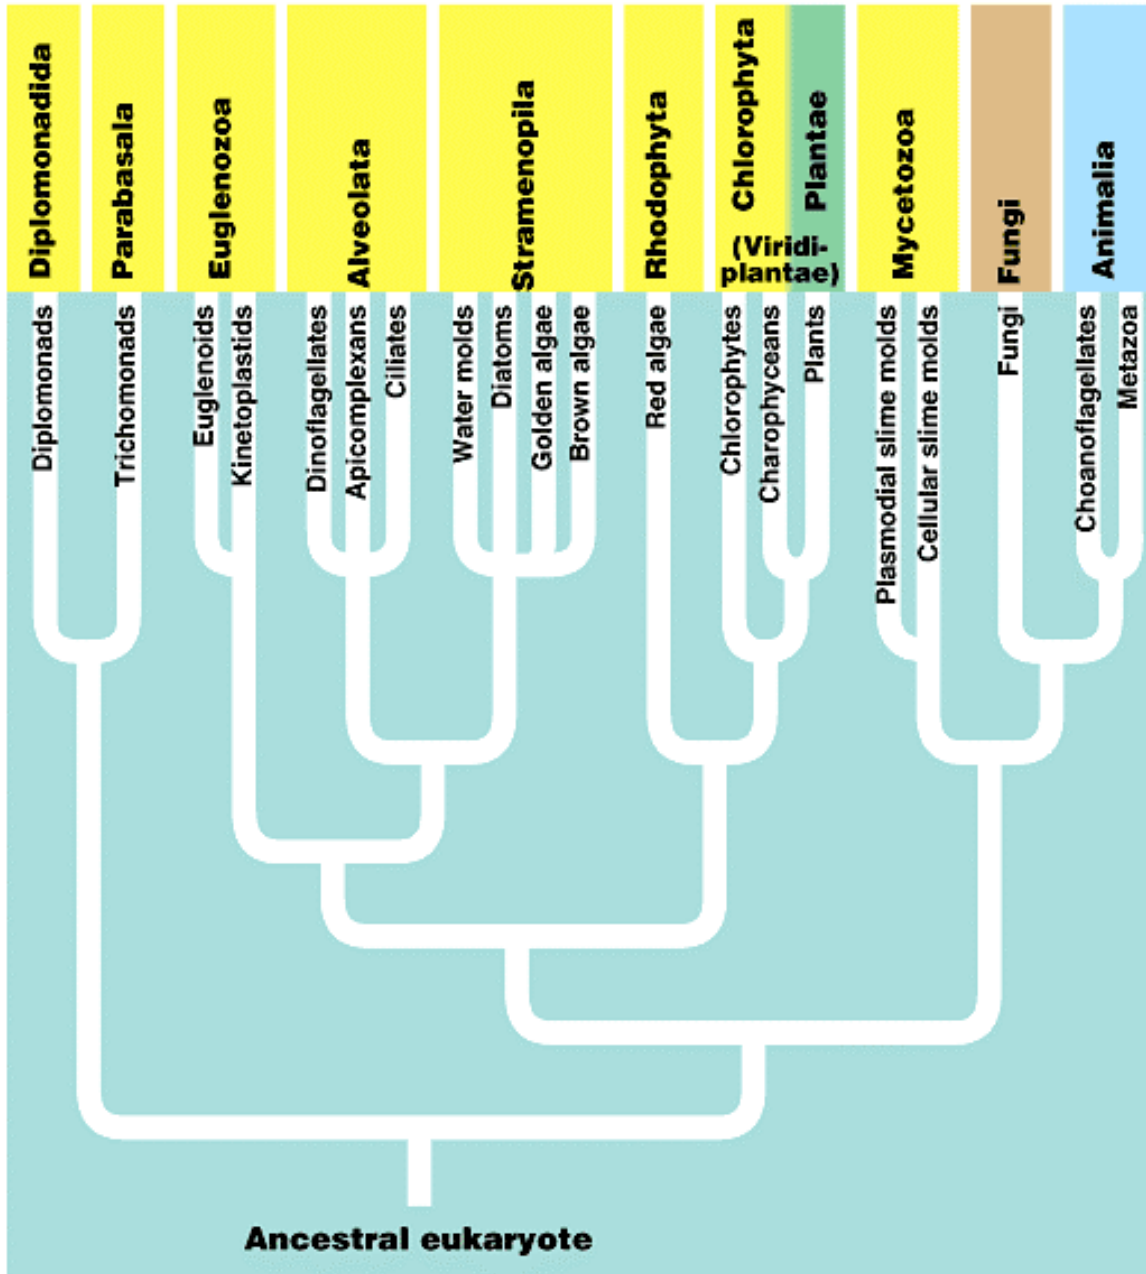 Diplomonadida
Parabasala
Euglenozoa
Alveolata
Stramenopila
Rhodophyta
Chlorophyta
Plantae
(Viridi-
plantae)
Mycetozoa
Fungi
Animalia
Diplomonads
Trichomonads
Euglenoids
Kinetoplastids
Dinoflagellates
Apicomplexans
Ciliates
Water molds
Diatoms
Golden algae
Brown algae
Red algae
Chlorophytes
Charophyceans
Plants
Plasmodial slime molds
Cellular slime molds
Fungi
Choanoflagellates
Metazoa
Ancestral eukaryote